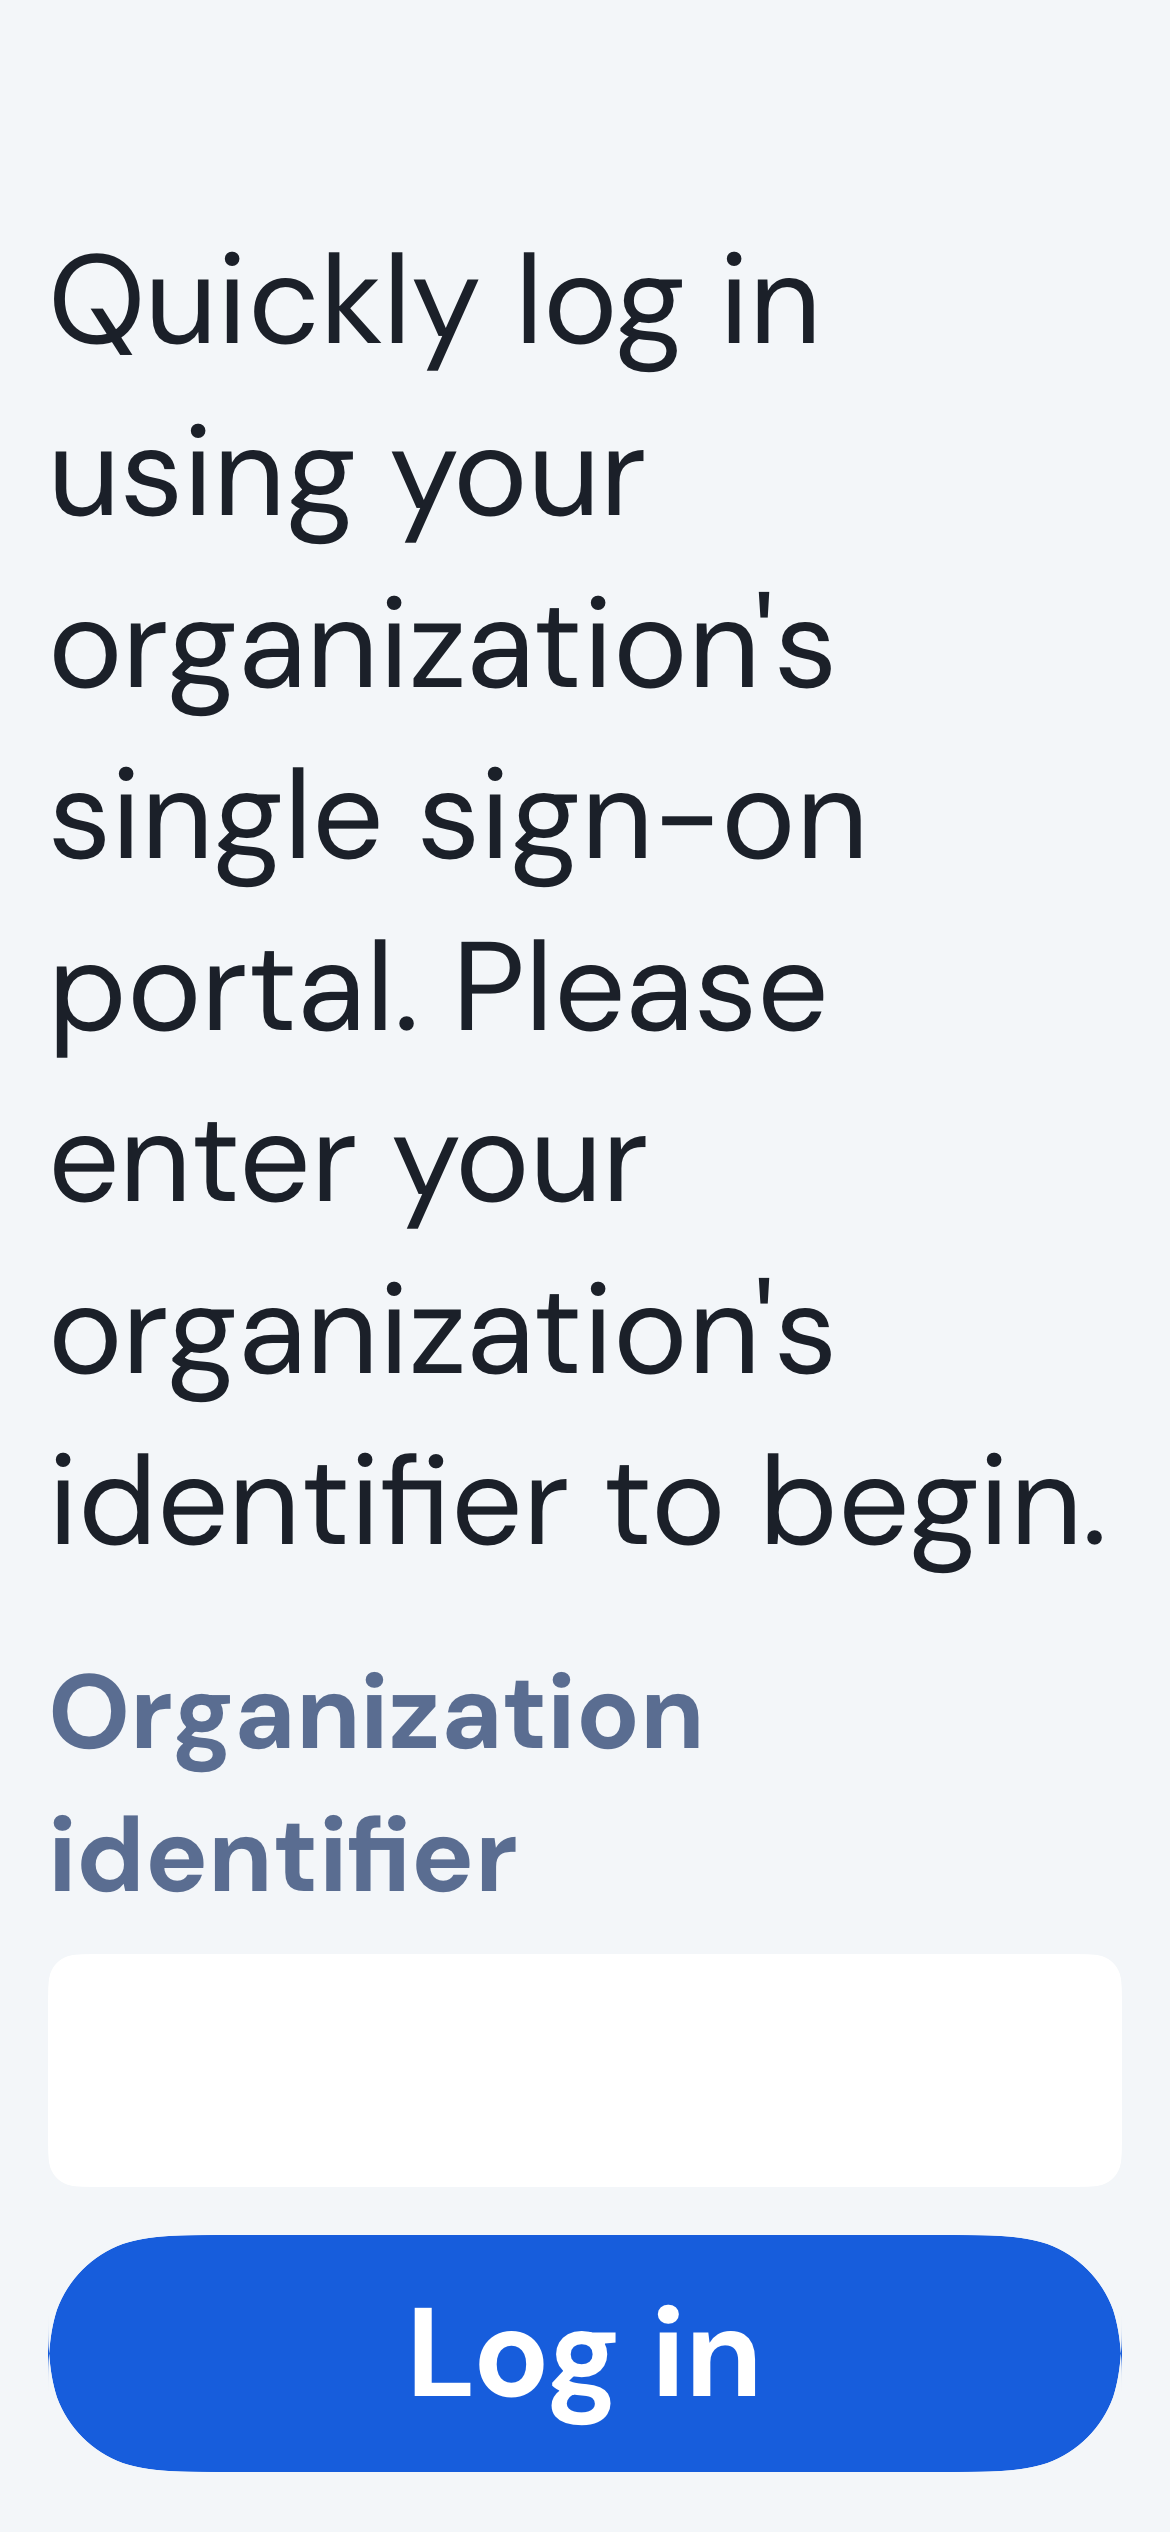 Quickly log in
using your
organization's
single sign-on
portal. Please
enter your
organization's
identifier to begin.
Organization
identifier
Log in